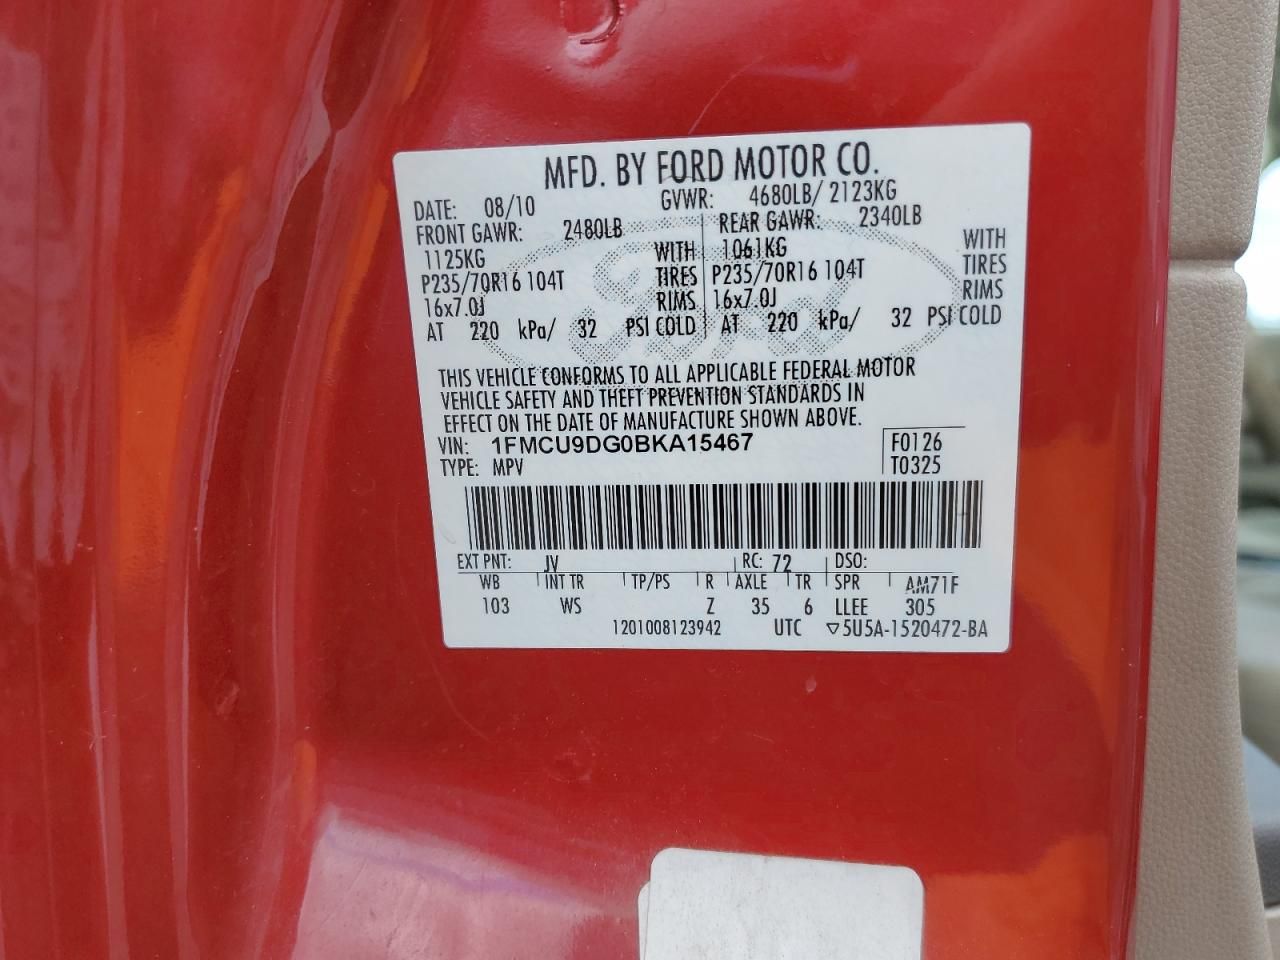 MFD. BY FORD MOTOR CO.
DATE: 08/10 GVWR: 4680LB/ 2123KG
FRONT GAWR: 2480LB REAR GAWR: 2340LB
1125KG WITH 1061KG WITH
P235/70R16 104T TIRES P235/70R16 104T TIRES
16x7.0J RIMS 16x7.0J RIMS
AT 220 kPa/ 32 PSI COLD AT 220 kPa/ 32 PSI COLD
Ford
THIS VEHICLE CONFORMS TO ALL APPLICABLE FEDERAL MOTOR
VEHICLE SAFETY AND THEFT PREVENTION STANDARDS IN
EFFECT ON THE DATE OF MANUFACTURE SHOWN ABOVE.
VIN: 1FMCU9DG0BKA15467 F0126
TYPE: MPV T0325
EXT PNT: JV RC: 72 DSO:
WB INT TR TP/PS R AXLE TR SPR AM71F
103 WS Z 35 6 LLEE 305
1201008123942 UTC ▽5U5A-1520472-BA